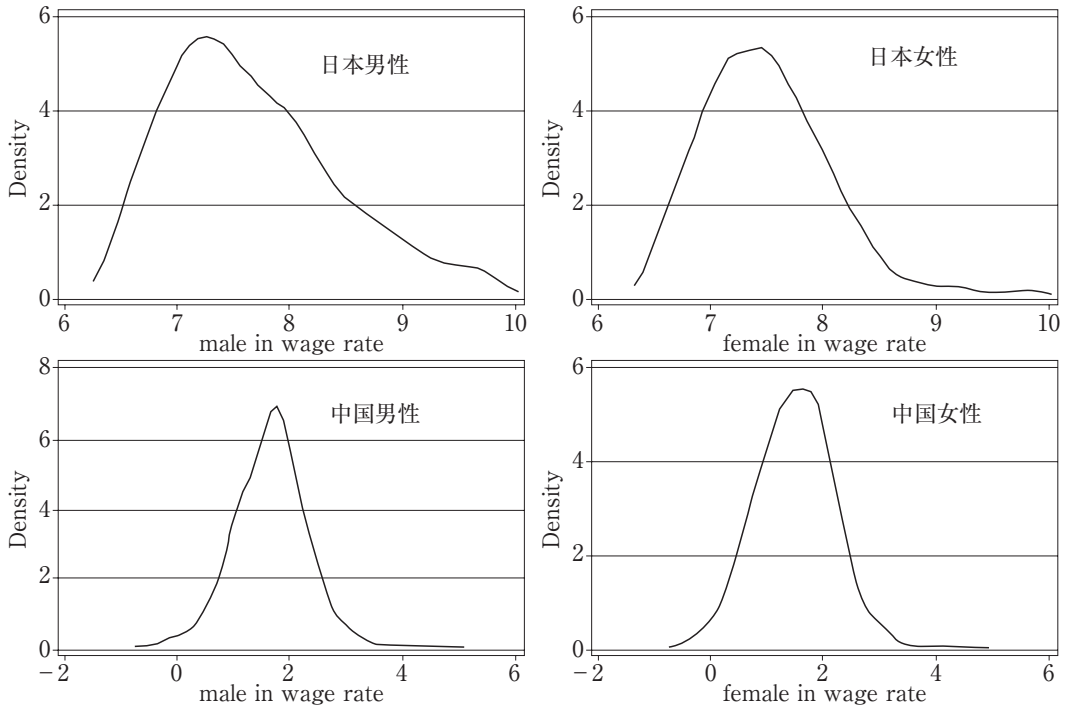 日本男性
Density
6
4
2
0
6 7 8 9 10
male in wage rate
日本女性
Density
6
4
2
0
6 7 8 9 10
female in wage rate
中国男性
Density
8
6
4
2
0
−2 0 2 4 6
male in wage rate
中国女性
Density
6
4
2
0
−2 0 2 4 6
female in wage rate